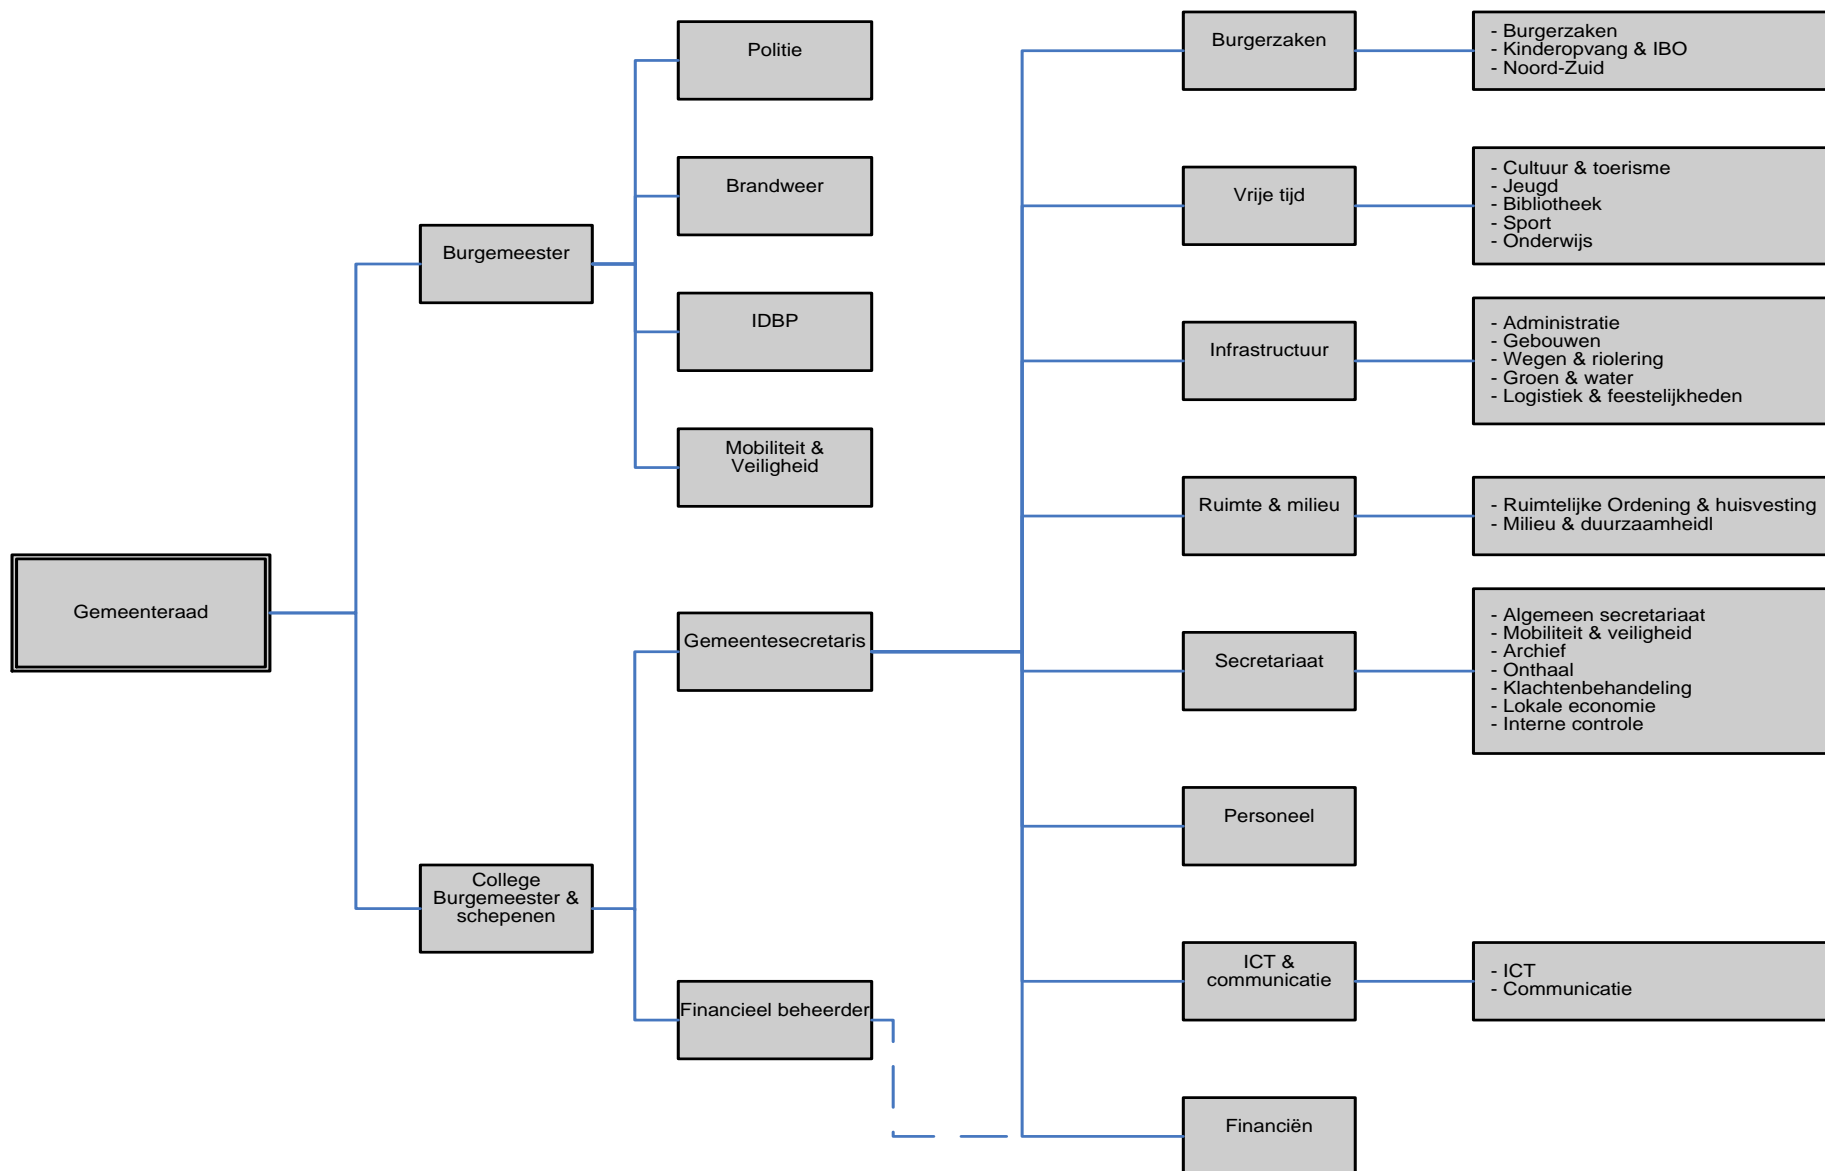 Gemeenteraad
Burgemeester
College
Burgemeester &
schepenen
Politie
Brandweer
IDBP
Mobiliteit &
Veiligheid
Gemeentesecretaris
Financieel beheerder
Burgerzaken
- Burgerzaken
- Kinderopvang & IBO
- Noord-Zuid
Vrije tijd
- Cultuur & toerisme
- Jeugd
- Bibliotheek
- Sport
- Onderwijs
Infrastructuur
- Administratie
- Gebouwen
- Wegen & riolering
- Groen & water
- Logistiek & feestelijkheden
Ruimte & milieu
- Ruimtelijke Ordening & huisvesting
- Milieu & duurzaamheidl
Secretariaat
- Algemeen secretariaat
- Mobiliteit & veiligheid
- Archief
- Onthaal
- Klachtenbehandeling
- Lokale economie
- Interne controle
Personeel
ICT &
communicatie
- ICT
- Communicatie
Financiën